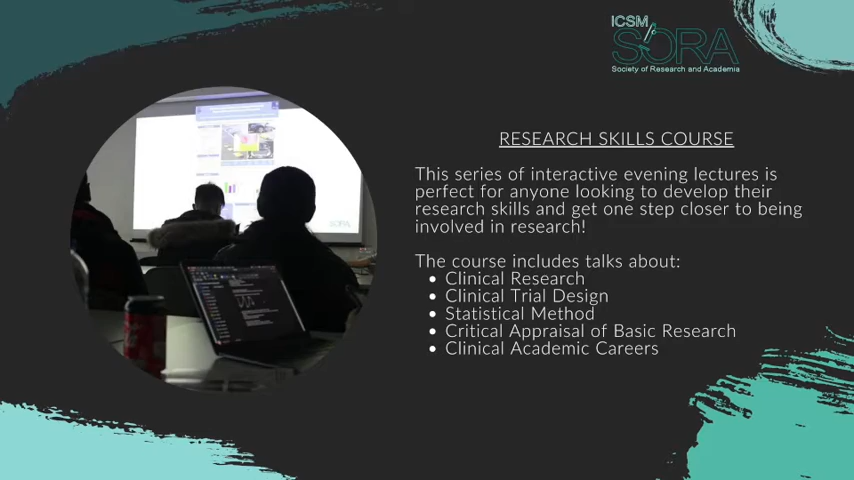 ICSM
SORA
Society of Research and Academia
RESEARCH SKILLS COURSE
This series of interactive evening lectures is
perfect for anyone looking to develop their
research skills and get one step closer to being
involved in research!
The course includes talks about:
• Clinical Research
• Clinical Trial Design
• Statistical Method
• Critical Appraisal of Basic Research
• Clinical Academic Careers